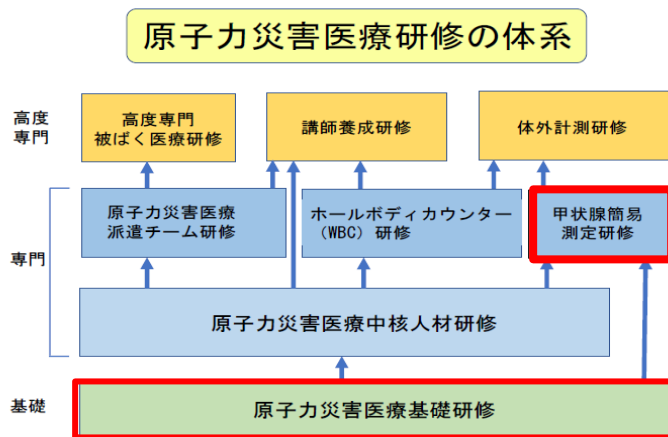 原子力災害医療研修の体系
高度
専門
高度専門
被ばく医療研修
講師養成研修
体外計測研修
専門
原子力災害医療
派遣チーム研修
ホールボディカウンター
(WBC) 研修
甲状腺簡易
測定研修
原子力災害医療中核人材研修
基礎
原子力災害医療基礎研修